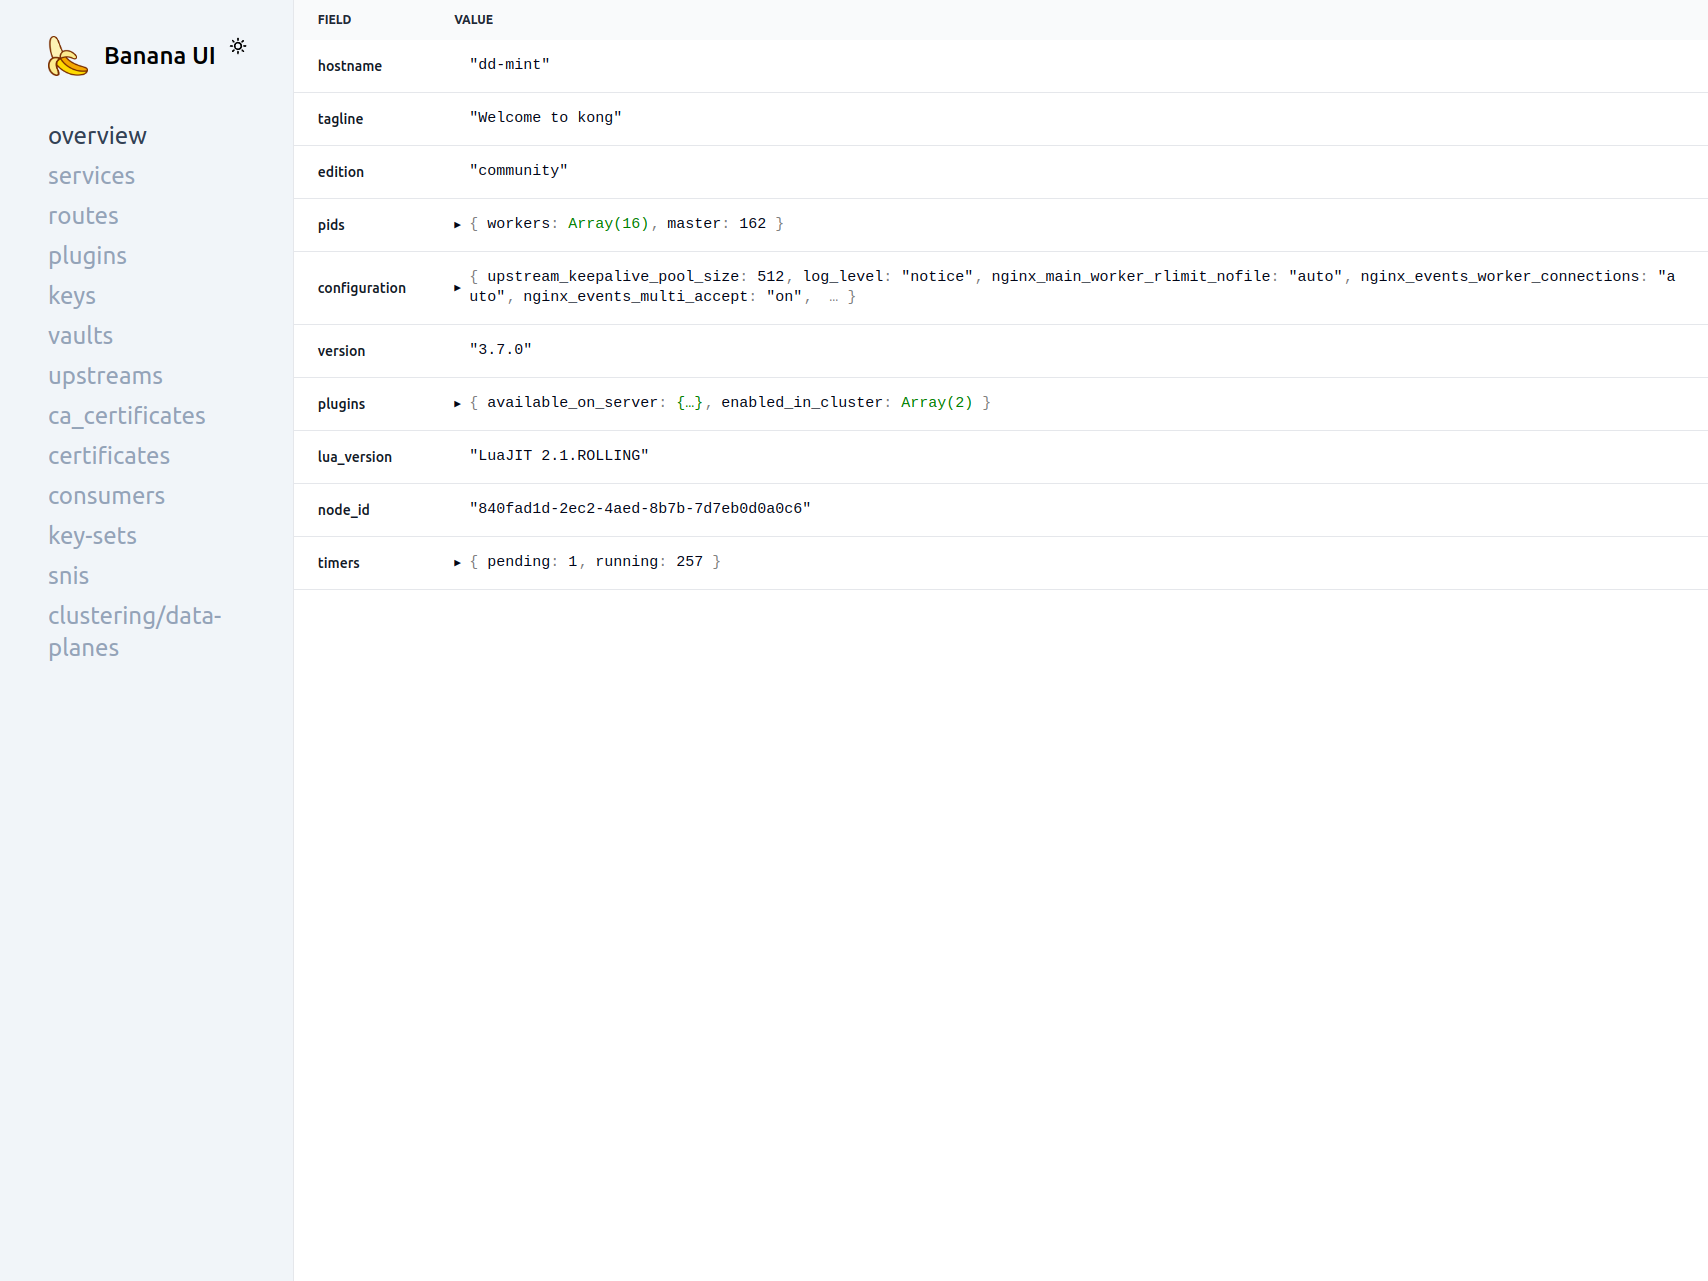 Banana UI
overview
services
routes
plugins
keys
vaults
upstreams
ca_certificates
certificates
consumers
key-sets
snis
clustering/data-
planes
FIELD VALUE
hostname "dd-mint"
tagline "Welcome to kong"
edition "community"
pids ▸ { workers: Array(16), master: 162 }
configuration ▸ { upstream_keepalive_pool_size: 512, log_level: "notice", nginx_main_worker_rlimit_nofile: "auto", nginx_events_worker_connections: "a
uto", nginx_events_multi_accept: "on", … }
version "3.7.0"
plugins ▸ { available_on_server: {…}, enabled_in_cluster: Array(2) }
lua_version "LuaJIT 2.1.ROLLING"
node_id "840fad1d-2ec2-4aed-8b7b-7d7eb0d0a0c6"
timers ▸ { pending: 1, running: 257 }